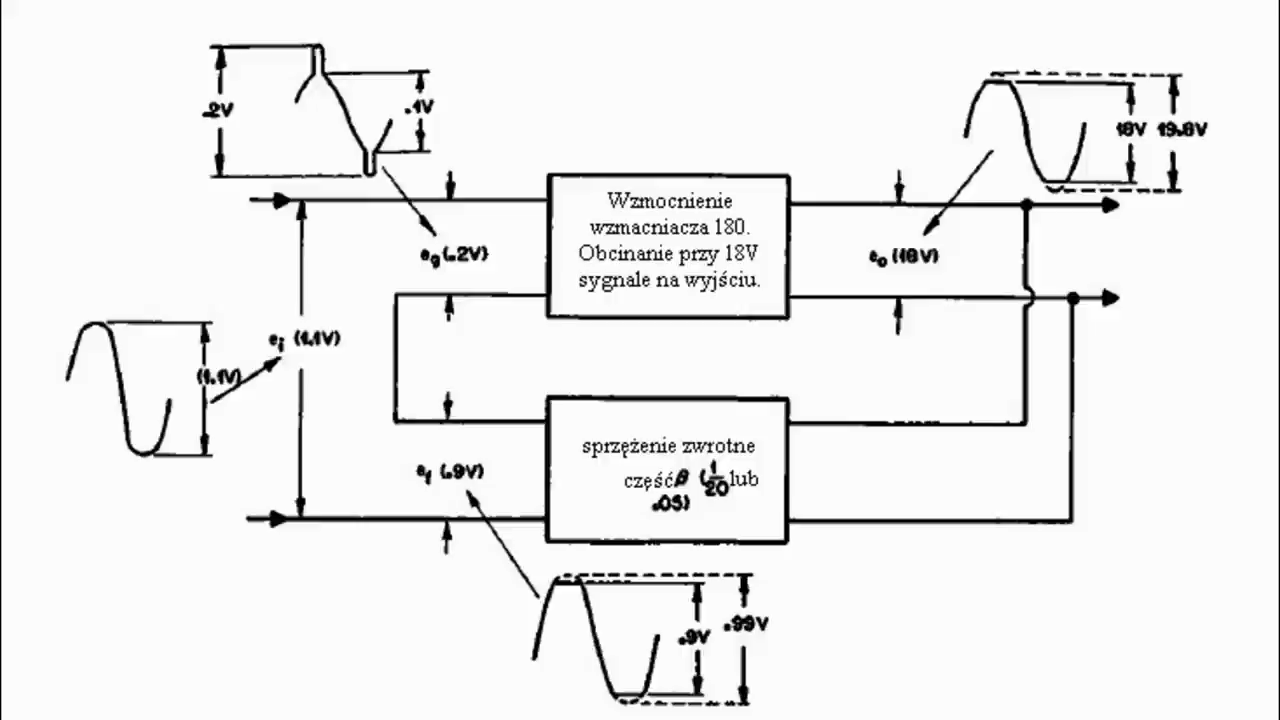 .2V
.1V
18V 19.8V
Wzmocnienie
wzmacniacza 180.
Obcinanie przy 18V
sygnale na wyjściu.
eg (.2V)
eo (18V)
ei (1.1V)
(1.1V)
sprzężenie zwrotne
część β (1/20 lub
.05)
ef (.9V)
.9V .99V